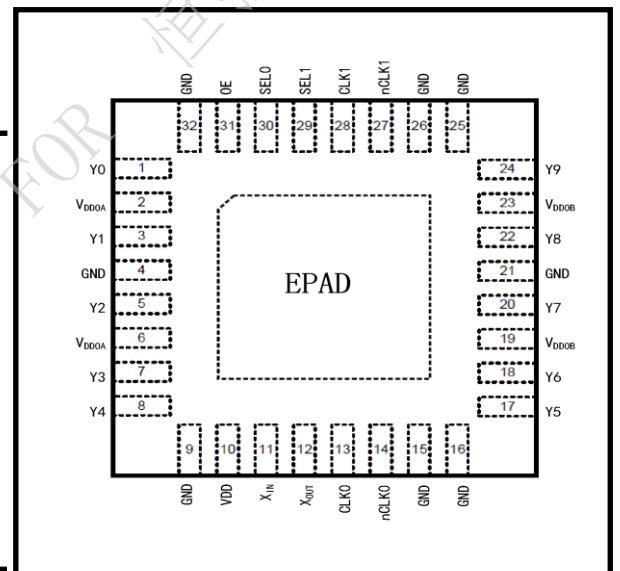 恒
FOR
GND OE SEL0 SEL1 CLK1 nCLK1 GND GND
32 31 30 29 28 27 26 25
Y0 1 24 Y9
VDDOA 2 23 VDDOB
Y1 3 22 Y8
GND 4 21 GND
EPAD
Y2 5 20 Y7
VDDOA 6 19 VDDOB
Y3 7 18 Y6
Y4 8 17 Y5
9 10 11 12 13 14 15 16
GND VDD XIN XOUT CLK0 nCLK0 GND GND